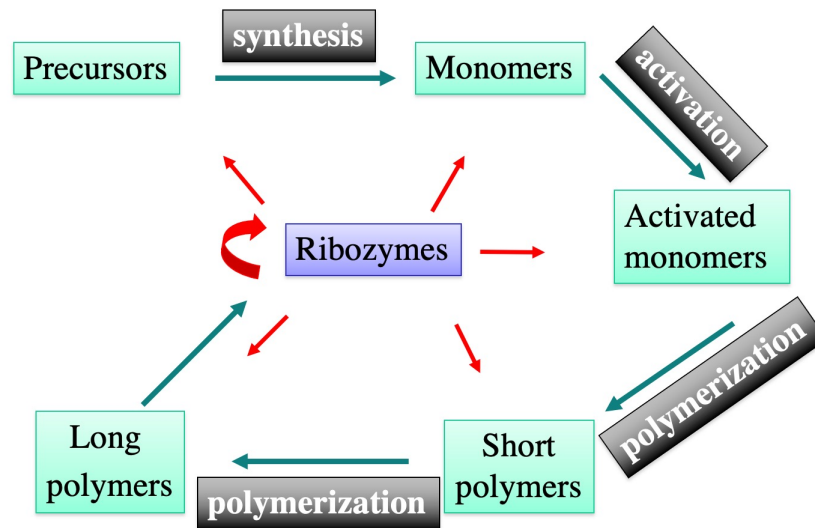 synthesis
Precursors
Monomers
activation
Activated
monomers
Ribozymes
polymerization
Short
polymers
polymerization
Long
polymers